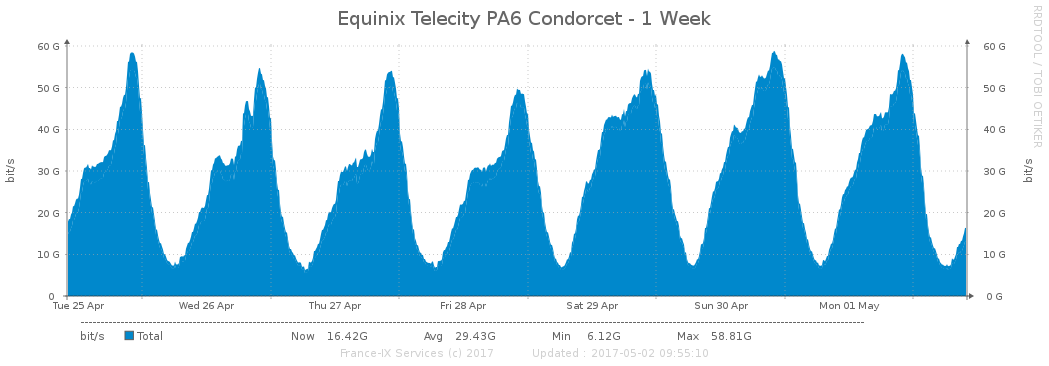 Equinix Telecity PA6 Condorcet - 1 Week
RRDTOOL / TOBI OETIKER
bit/s
60 G
50 G
40 G
30 G
20 G
10 G
0
60 G
50 G
40 G
30 G
20 G
10 G
0 G
bit/s
Tue 25 Apr Wed 26 Apr Thu 27 Apr Fri 28 Apr Sat 29 Apr Sun 30 Apr Mon 01 May
bit/s Total Now 16.42G Avg 29.43G Min 6.12G Max 58.81G
France-IX Services (c) 2017 Updated : 2017-05-02 09:55:10